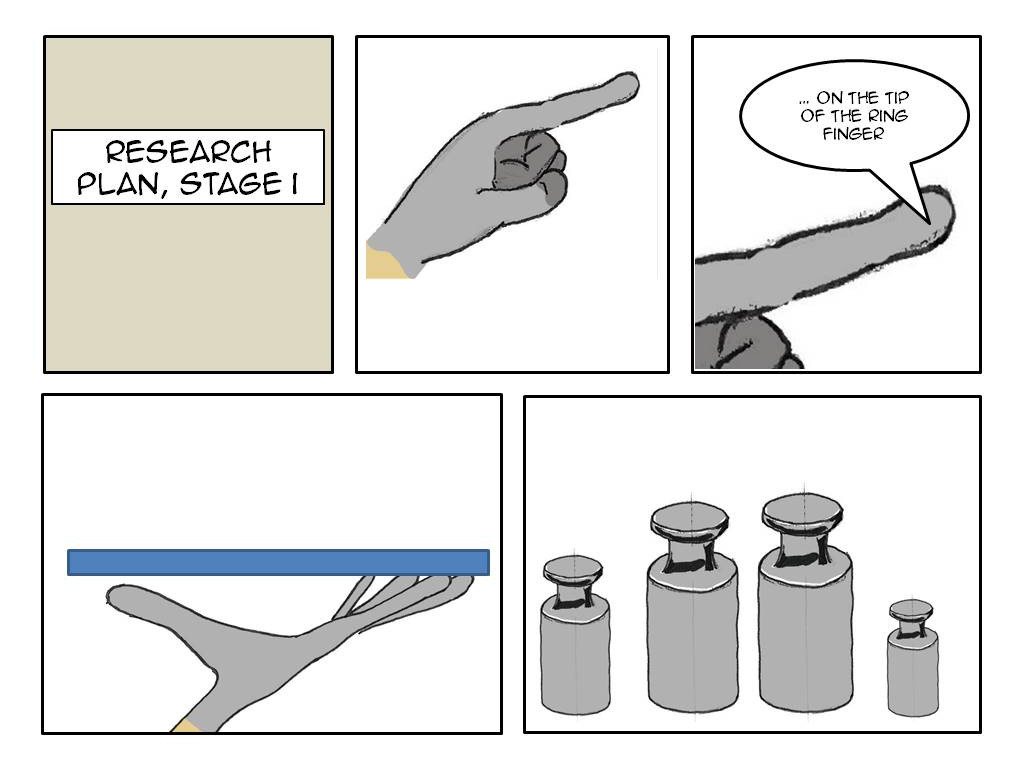 RESEARCH
PLAN, STAGE 1
... ON THE TIP
OF THE RING
FINGER